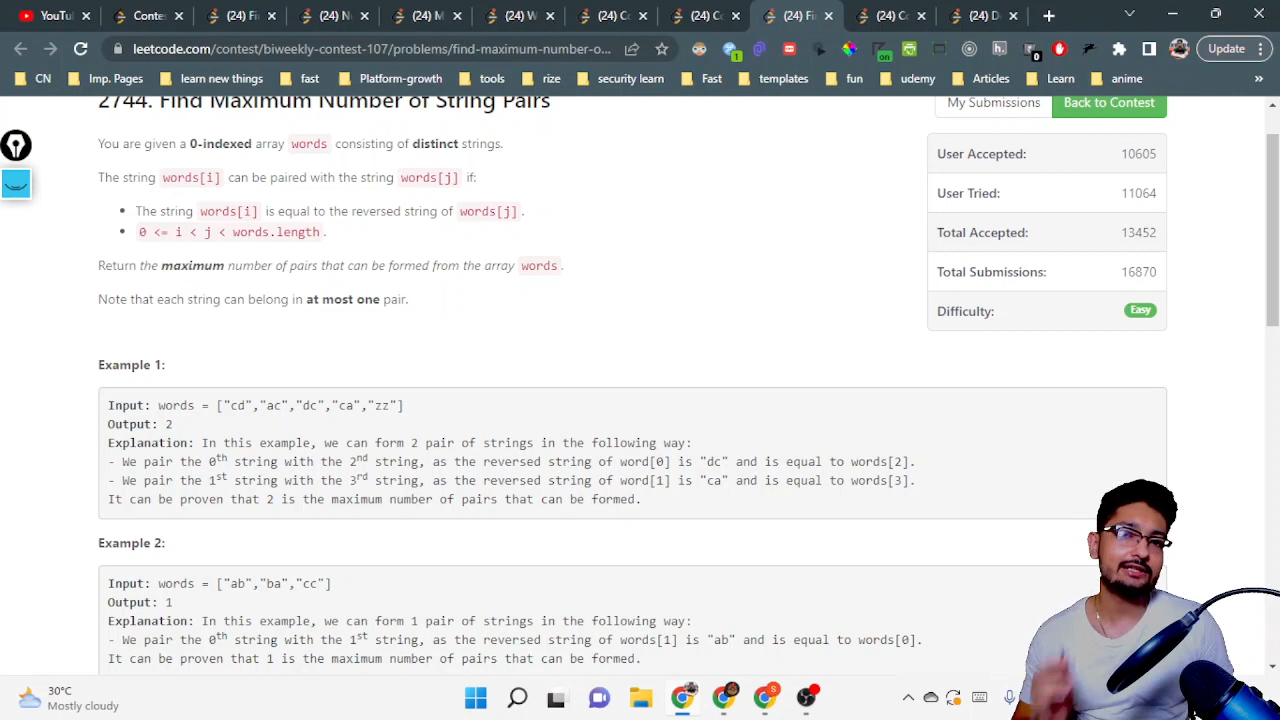 YouTul
Contes
(24) Fi
(24) N
(24) M
(24) W
(24) Co
(24) C
(24) Fi
(24) Co
(24) D
leetcode.com/contest/biweekly-contest-107/problems/find-maximum-number-o...
1
on
0
Update
CN
Imp. Pages
learn new things
fast
Platform-growth
tools
rize
security learn
Fast
templates
fun
udemy
Articles
Learn
anime
»
2744. Find Maximum Number of String Pairs
My Submissions
Back to Contest
You are given a 0-indexed array words consisting of distinct strings.
The string words[i] can be paired with the string words[j] if:
• The string words[i] is equal to the reversed string of words[j].
• 0 <= i < j < words.length.
Return the maximum number of pairs that can be formed from the array words.
Note that each string can belong in at most one pair.
User Accepted: 10605
User Tried: 11064
Total Accepted: 13452
Total Submissions: 16870
Difficulty: Easy
Example 1:
Input: words = ["cd","ac","dc","ca","zz"]
Output: 2
Explanation: In this example, we can form 2 pair of strings in the following way:
- We pair the 0th string with the 2nd string, as the reversed string of word[0] is "dc" and is equal to words[2].
- We pair the 1st string with the 3rd string, as the reversed string of word[1] is "ca" and is equal to words[3].
It can be proven that 2 is the maximum number of pairs that can be formed.
Example 2:
Input: words = ["ab","ba","cc"]
Output: 1
Explanation: In this example, we can form 1 pair of strings in the following way:
- We pair the 0th string with the 1st string, as the reversed string of words[1] is "ab" and is equal to words[0].
It can be proven that 1 is the maximum number of pairs that can be formed.
30°C
Mostly cloudy